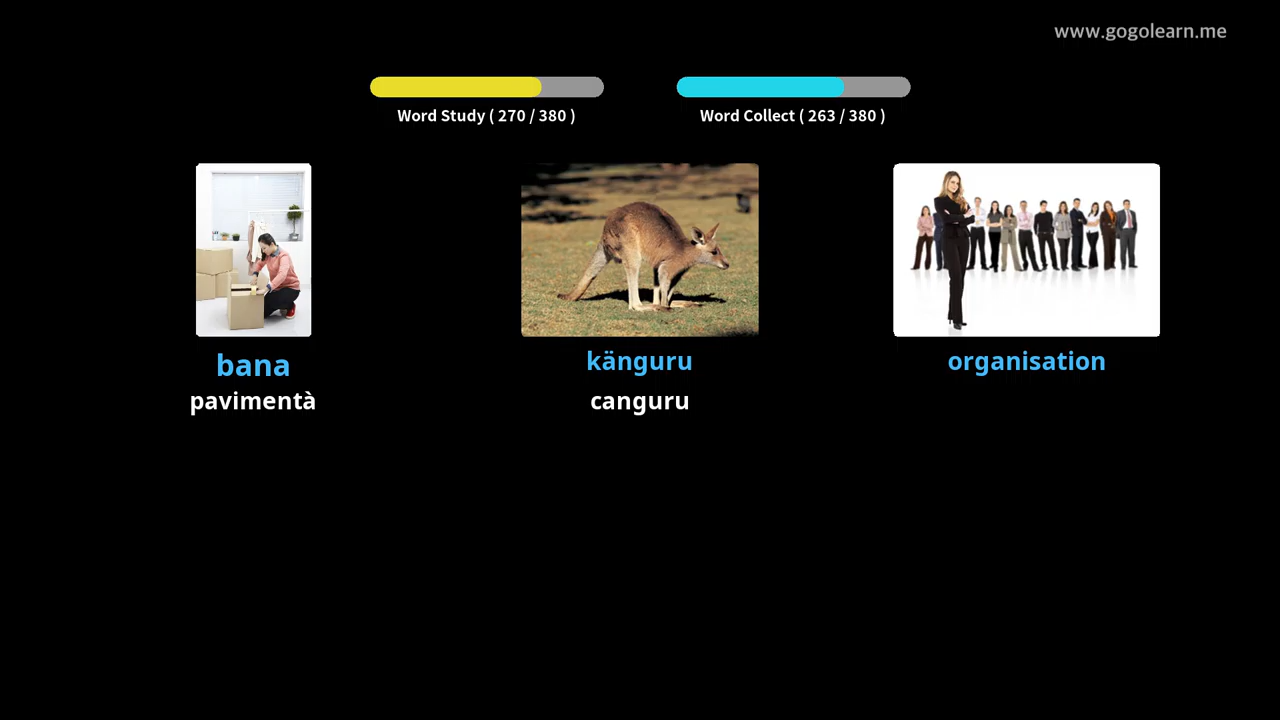 www.gogolearn.me
Word Study ( 270 / 380 )
Word Collect ( 263 / 380 )
bana
pavimentà
känguru
canguru
organisation